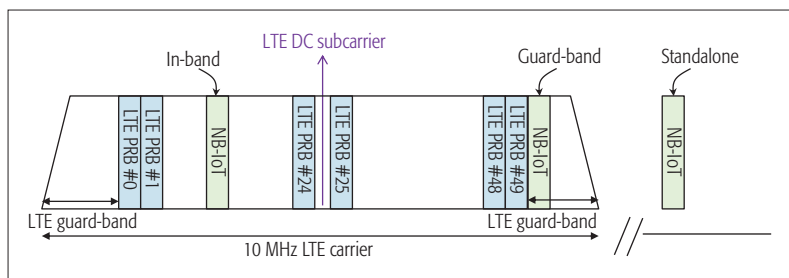 LTE DC subcarrier
In-band
Guard-band
Standalone
LTE PRB #0
LTE PRB #1
NB-IoT
LTE PRB #24
LTE PRB #25
LTE PRB #48
LTE PRB #49
NB-IoT
NB-IoT
LTE guard-band
LTE guard-band
10 MHz LTE carrier